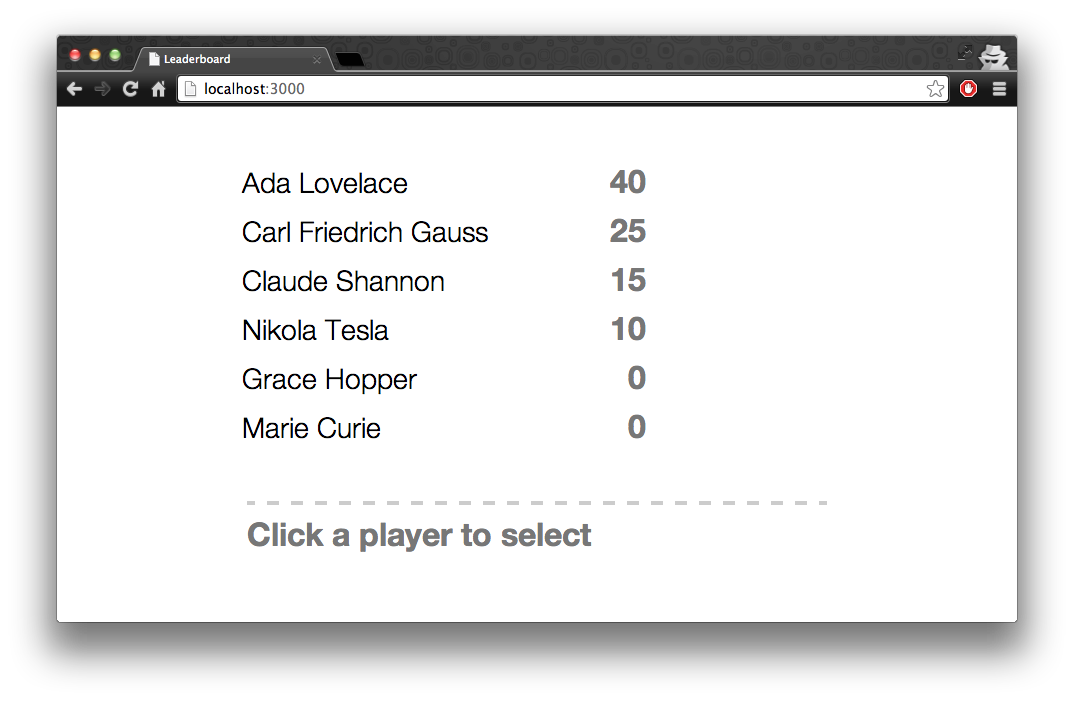 Leaderboard
localhost:3000
Ada Lovelace 40
Carl Friedrich Gauss 25
Claude Shannon 15
Nikola Tesla 10
Grace Hopper 0
Marie Curie 0
Click a player to select